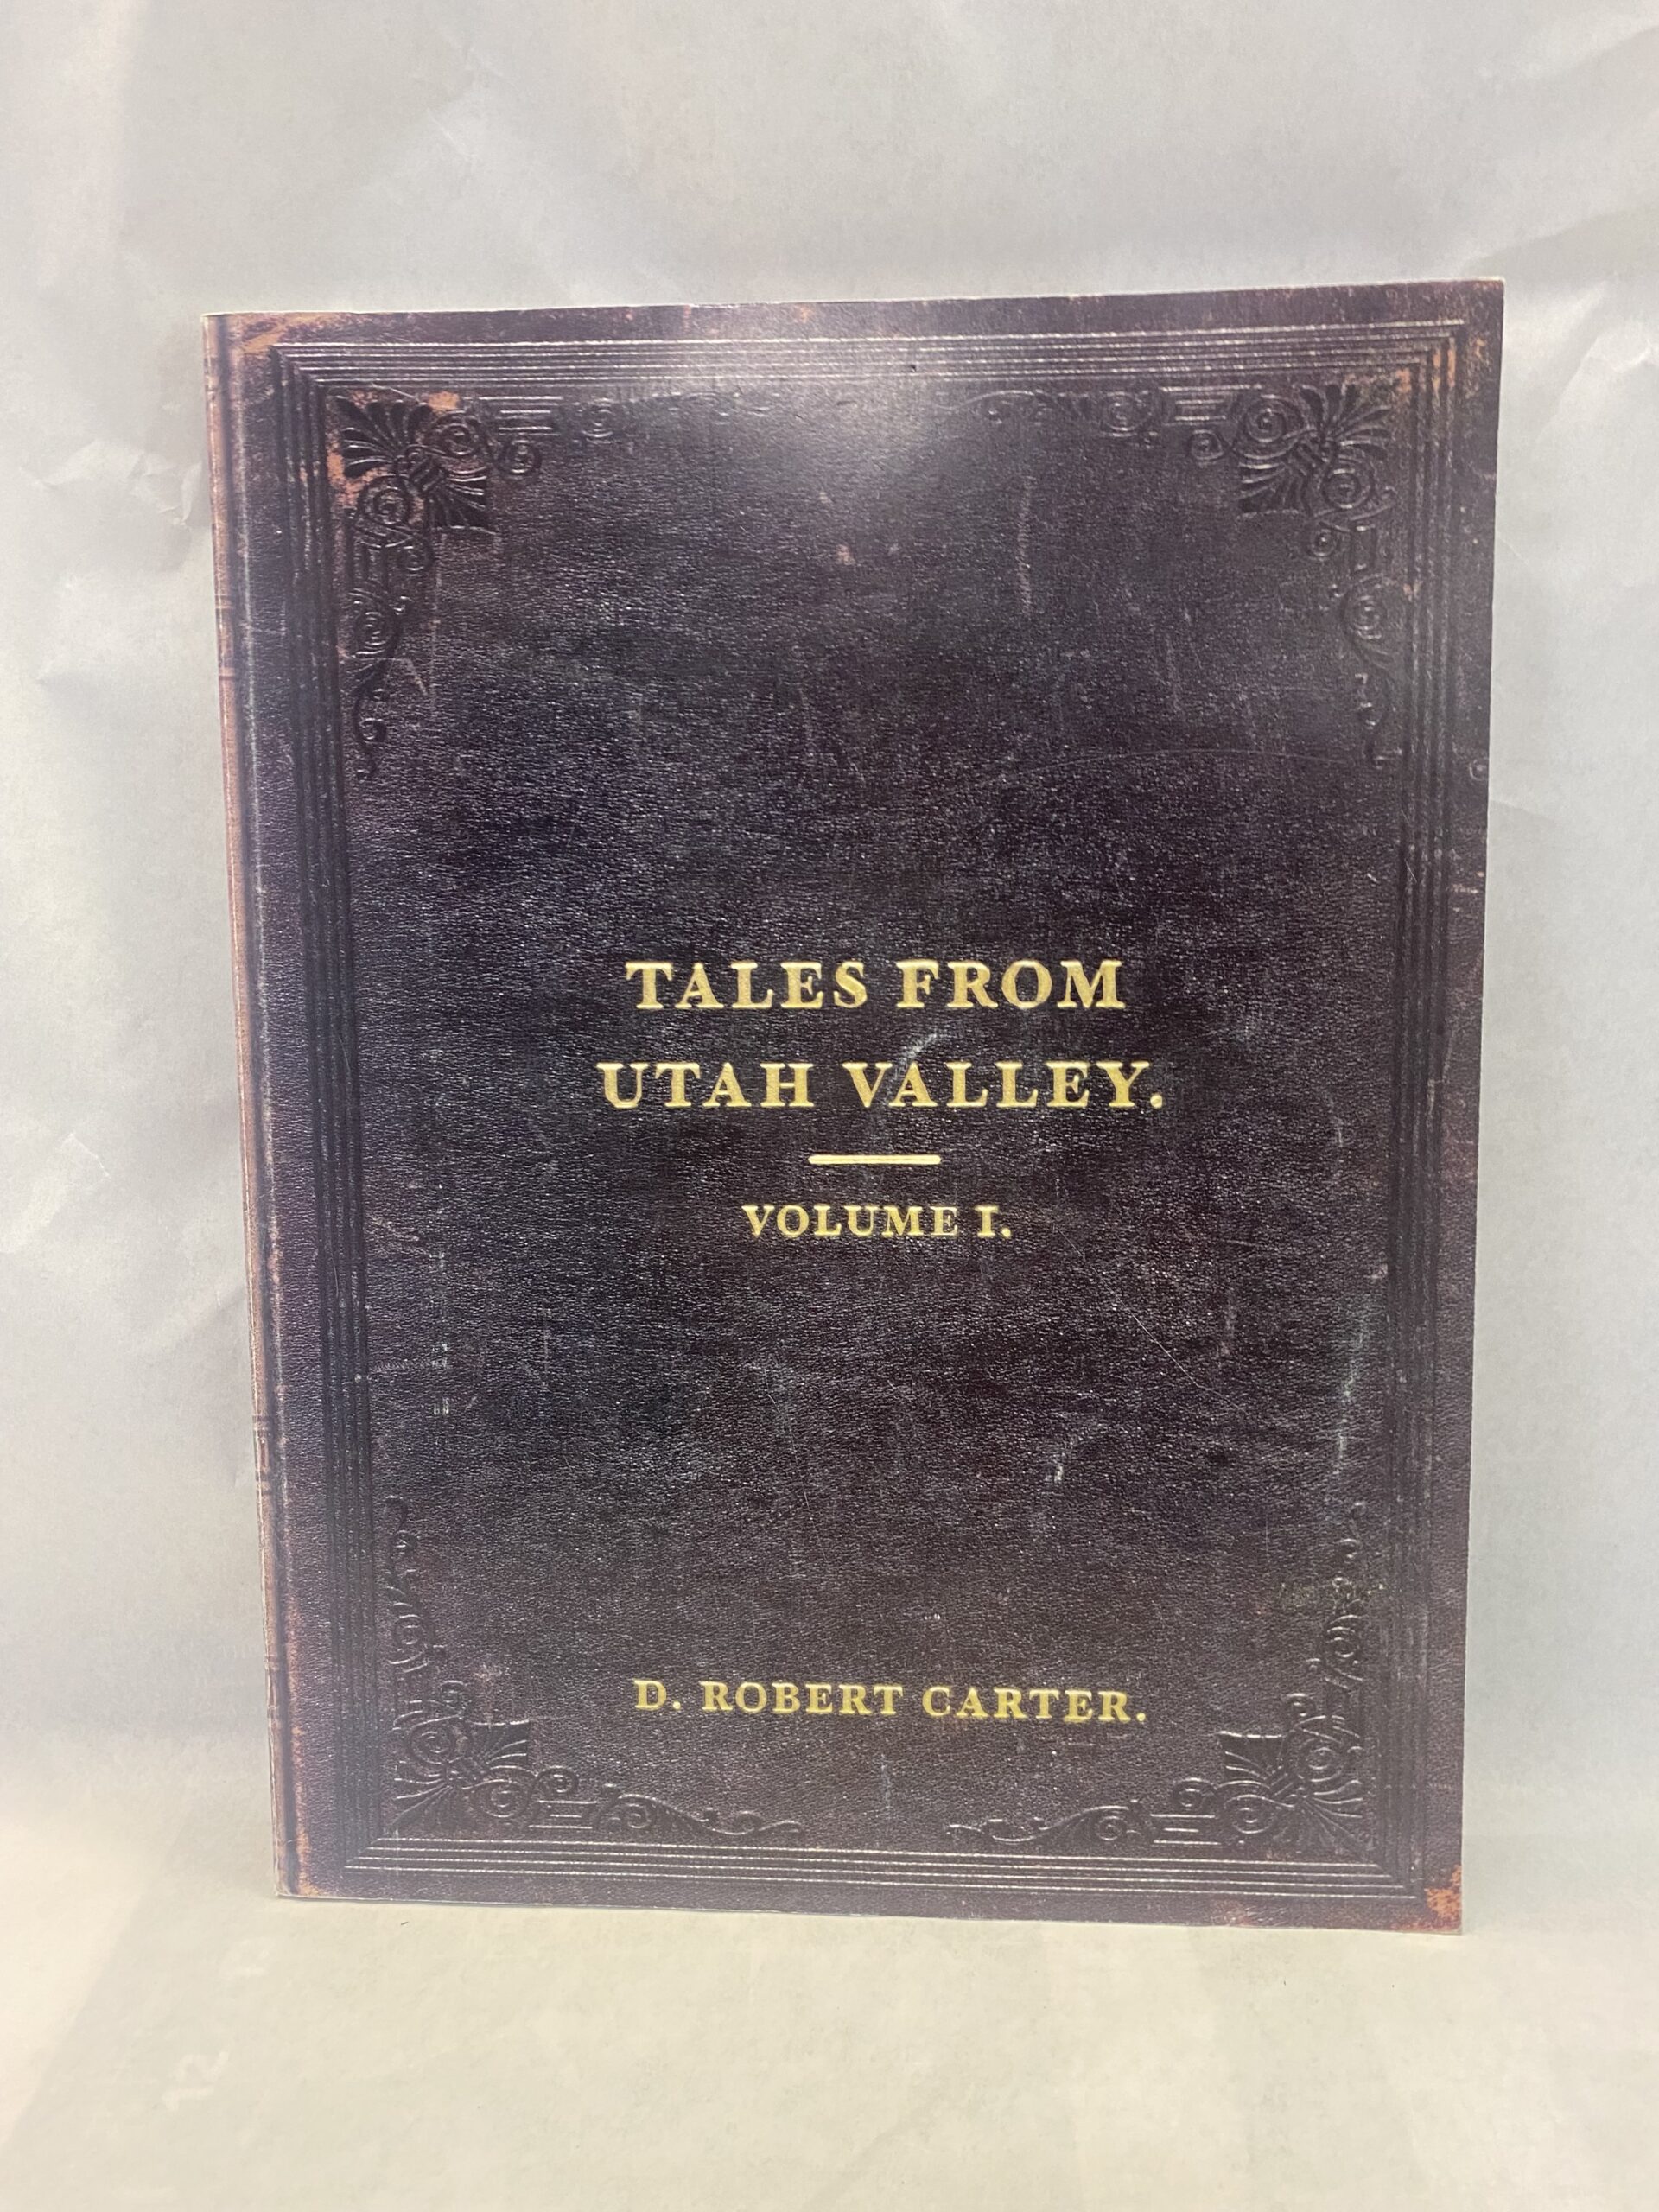 TALES FROM
UTAH VALLEY.
VOLUME I.
D. ROBERT CARTER.